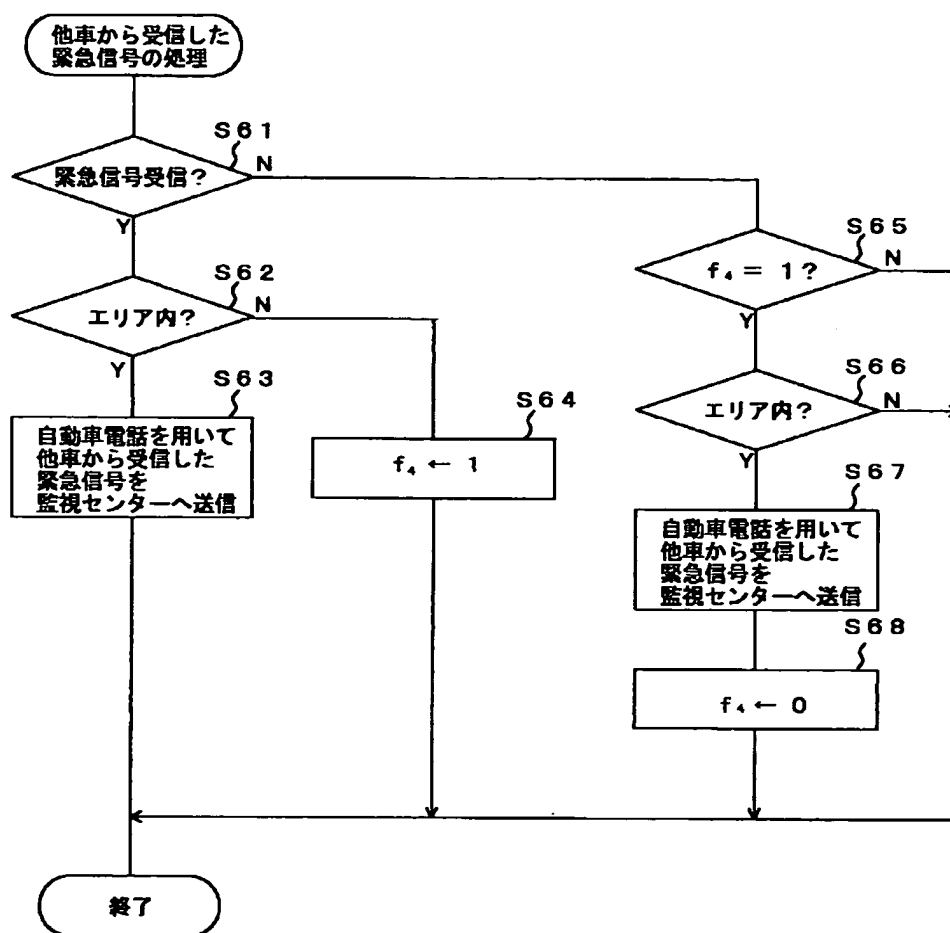 他車から受信した
緊急信号の処理
S61
緊急信号受信?
N
Y
S62
エリア内?
N
Y
S63
自動車電話を用いて
他車から受信した
緊急信号を
監視センターへ送信
S64
f₄ ← 1
S65
f₄ = 1?
N
Y
S66
エリア内?
N
Y
S67
自動車電話を用いて
他車から受信した
緊急信号を
監視センターへ送信
S68
f₄ ← 0
終了